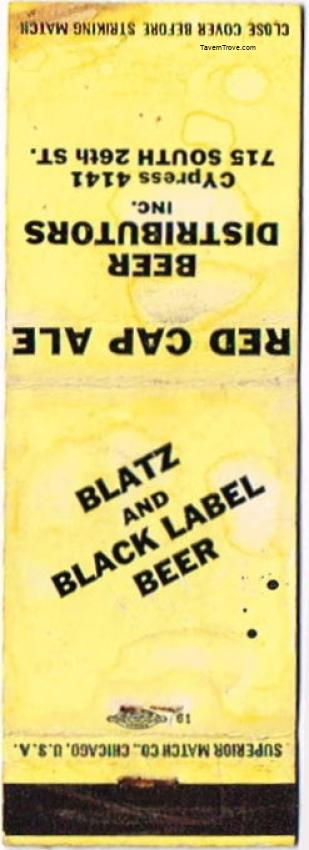 CLOSE COVER BEFORE STRIKING MATCH
TavernTrove.com
715 SOUTH 26th ST.
CYpress 4141
INC.
DISTRIBUTORS
BEER
RED CAP ALE
BLATZ
AND
BLACK LABEL
BEER
19
SUPERIOR MATCH CO., CHICAGO, U.S.A.